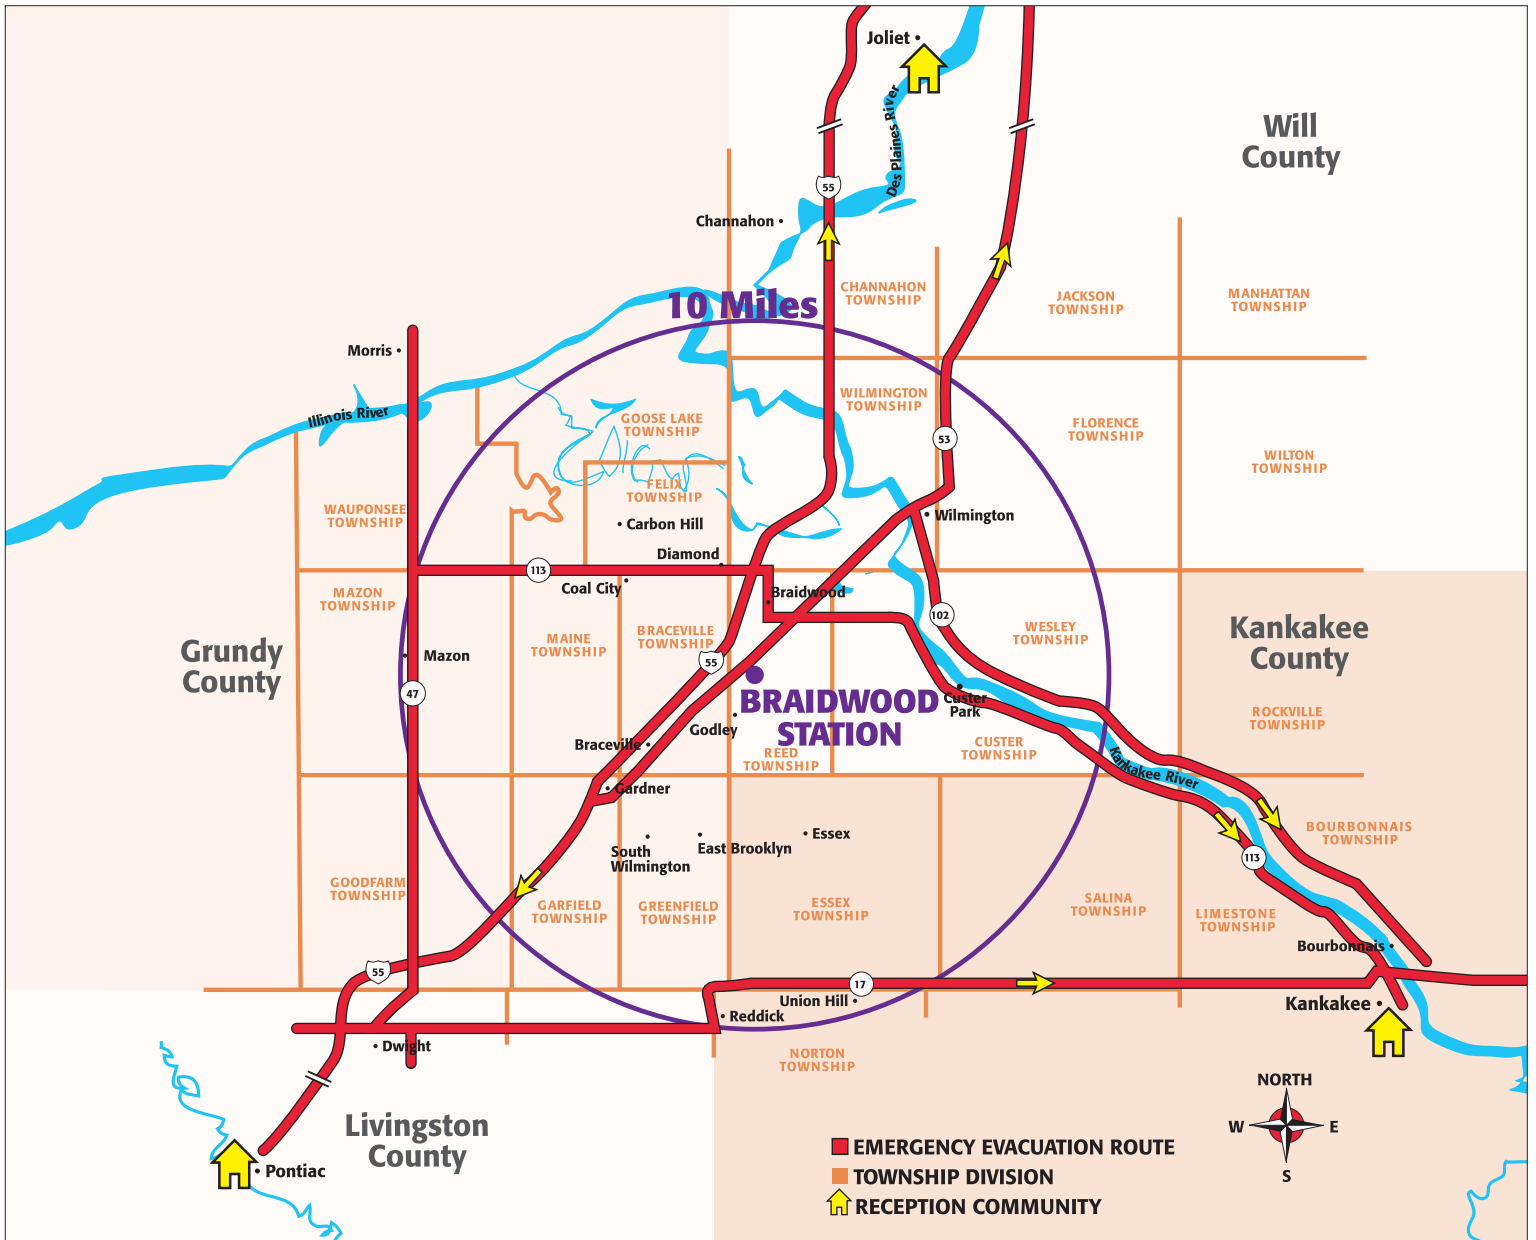 Joliet
Des Plaines River
Will
County
55
Channahon
CHANNAHON
TOWNSHIP
JACKSON
TOWNSHIP
MANHATTAN
TOWNSHIP
10 Miles
Morris
Illinois River
WILMINGTON
TOWNSHIP
GOOSE LAKE
TOWNSHIP
FLORENCE
TOWNSHIP
53
WILTON
TOWNSHIP
FELIX
TOWNSHIP
WAUPONSEE
TOWNSHIP
Carbon Hill
Wilmington
Diamond
113
Coal City
Braidwood
MAZON
TOWNSHIP
102
MAINE
TOWNSHIP
BRACEVILLE
TOWNSHIP
WESLEY
TOWNSHIP
Kankakee
County
Grundy
County
Mazon
55
47
BRAIDWOOD
STATION
Custer
Park
Godley
ROCKVILLE
TOWNSHIP
Braceville
REED
TOWNSHIP
CUSTER
TOWNSHIP
Kankakee River
Gardner
South
Wilmington
East Brooklyn
Essex
BOURBONNAIS
TOWNSHIP
113
GOODFARM
TOWNSHIP
GARFIELD
TOWNSHIP
GREENFIELD
TOWNSHIP
ESSEX
TOWNSHIP
SALINA
TOWNSHIP
LIMESTONE
TOWNSHIP
Bourbonnais
55
17
Union Hill
Reddick
Kankakee
Dwight
NORTON
TOWNSHIP
Livingston
County
Pontiac
NORTH
W
E
S
EMERGENCY EVACUATION ROUTE
TOWNSHIP DIVISION
RECEPTION COMMUNITY